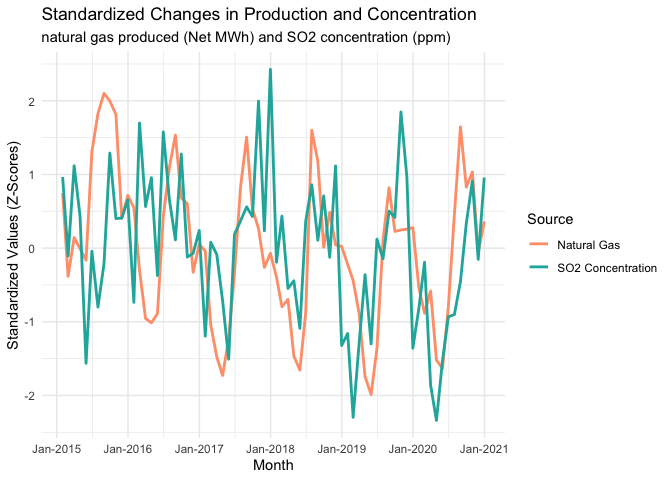 Standardized Changes in Production and Concentration
natural gas produced (Net MWh) and SO2 concentration (ppm)
Standardized Values (Z-Scores)
2
1
0
-1
-2
Jan-2015 Jan-2016 Jan-2017 Jan-2018 Jan-2019 Jan-2020 Jan-2021
Month
Source
Natural Gas
SO2 Concentration